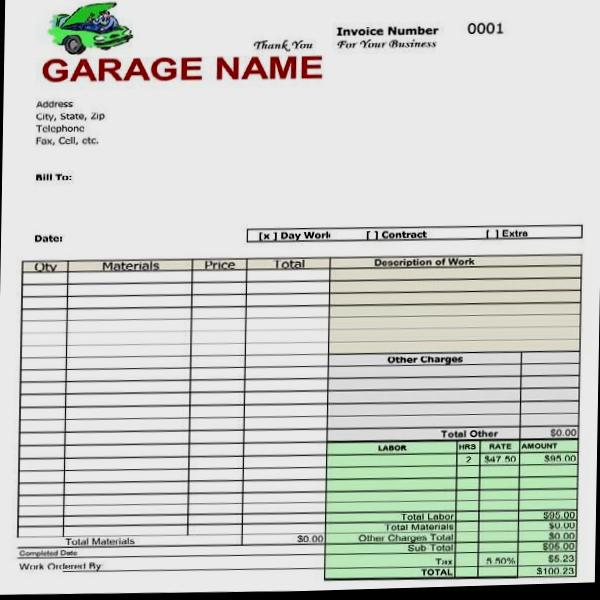 Invoice Number 0001
Thank You For Your Business
GARAGE NAME
Address
City, State, Zip
Telephone
Fax, Cell, etc.
Bill To:
Date: [x] Day Work [ ] Contract [ ] Extra
Qty Materials Price Total Description of Work
Other Charges
Total Other $0.00
LABOR HRS RATE AMOUNT
2 $47.50 $95.00
Total Labor $95.00
Total Materials $0.00
Total Materials $0.00 Other Charges Total $0.00
Completed Date Sub Total $95.00
Work Ordered By Tax 5.50% $5.23
TOTAL $100.23